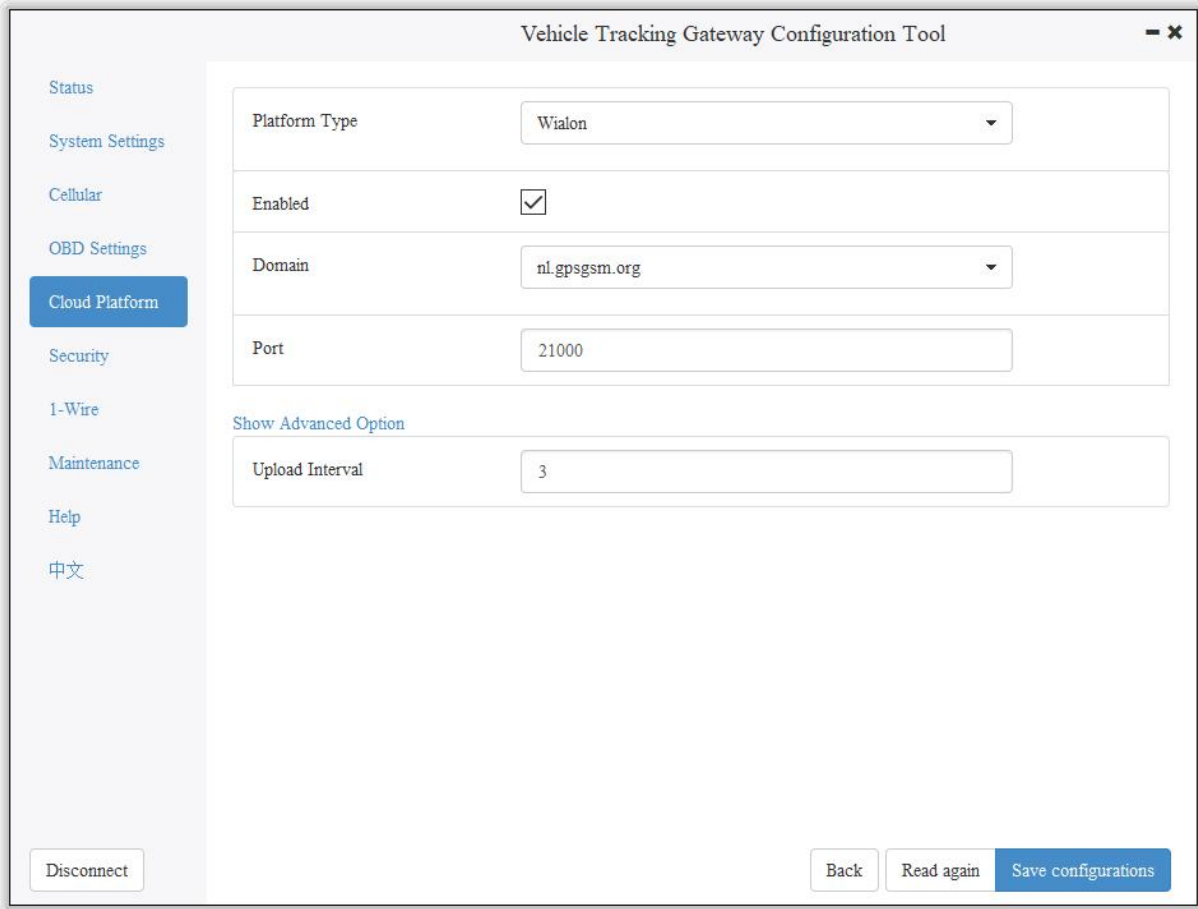 Vehicle Tracking Gateway Configuration Tool
Status
System Settings
Cellular
OBD Settings
Cloud Platform
Security
1-Wire
Maintenance
Help
中文
Platform Type
Wialon
Enabled
Domain
nl.gpsgsm.org
Port
21000
Show Advanced Option
Upload Interval
3
Disconnect
Back
Read again
Save configurations